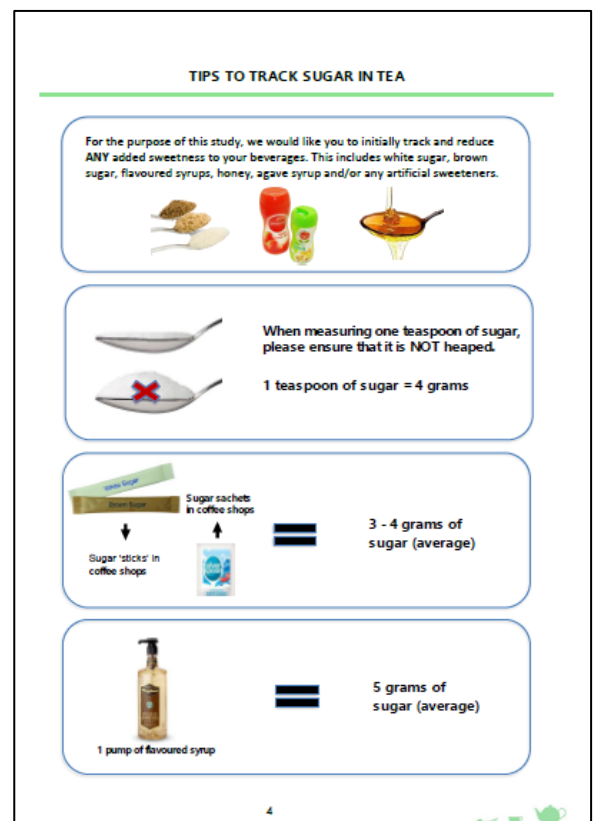 TIPS TO TRACK SUGAR IN TEA
For the purpose of this study, we would like you to initially track and reduce
ANY added sweetness to your beverages. This includes white sugar, brown
sugar, flavoured syrups, honey, agave syrup and/or any artificial sweeteners.
When measuring one teaspoon of sugar,
please ensure that it is NOT heaped.
1 teaspoon of sugar = 4 grams
White Sugar
Brown Sugar
Sugar sachets
in coffee shops
Sugar 'sticks' in
coffee shops
3 - 4 grams of
sugar (average)
1 pump of flavoured syrup
5 grams of
sugar (average)
4